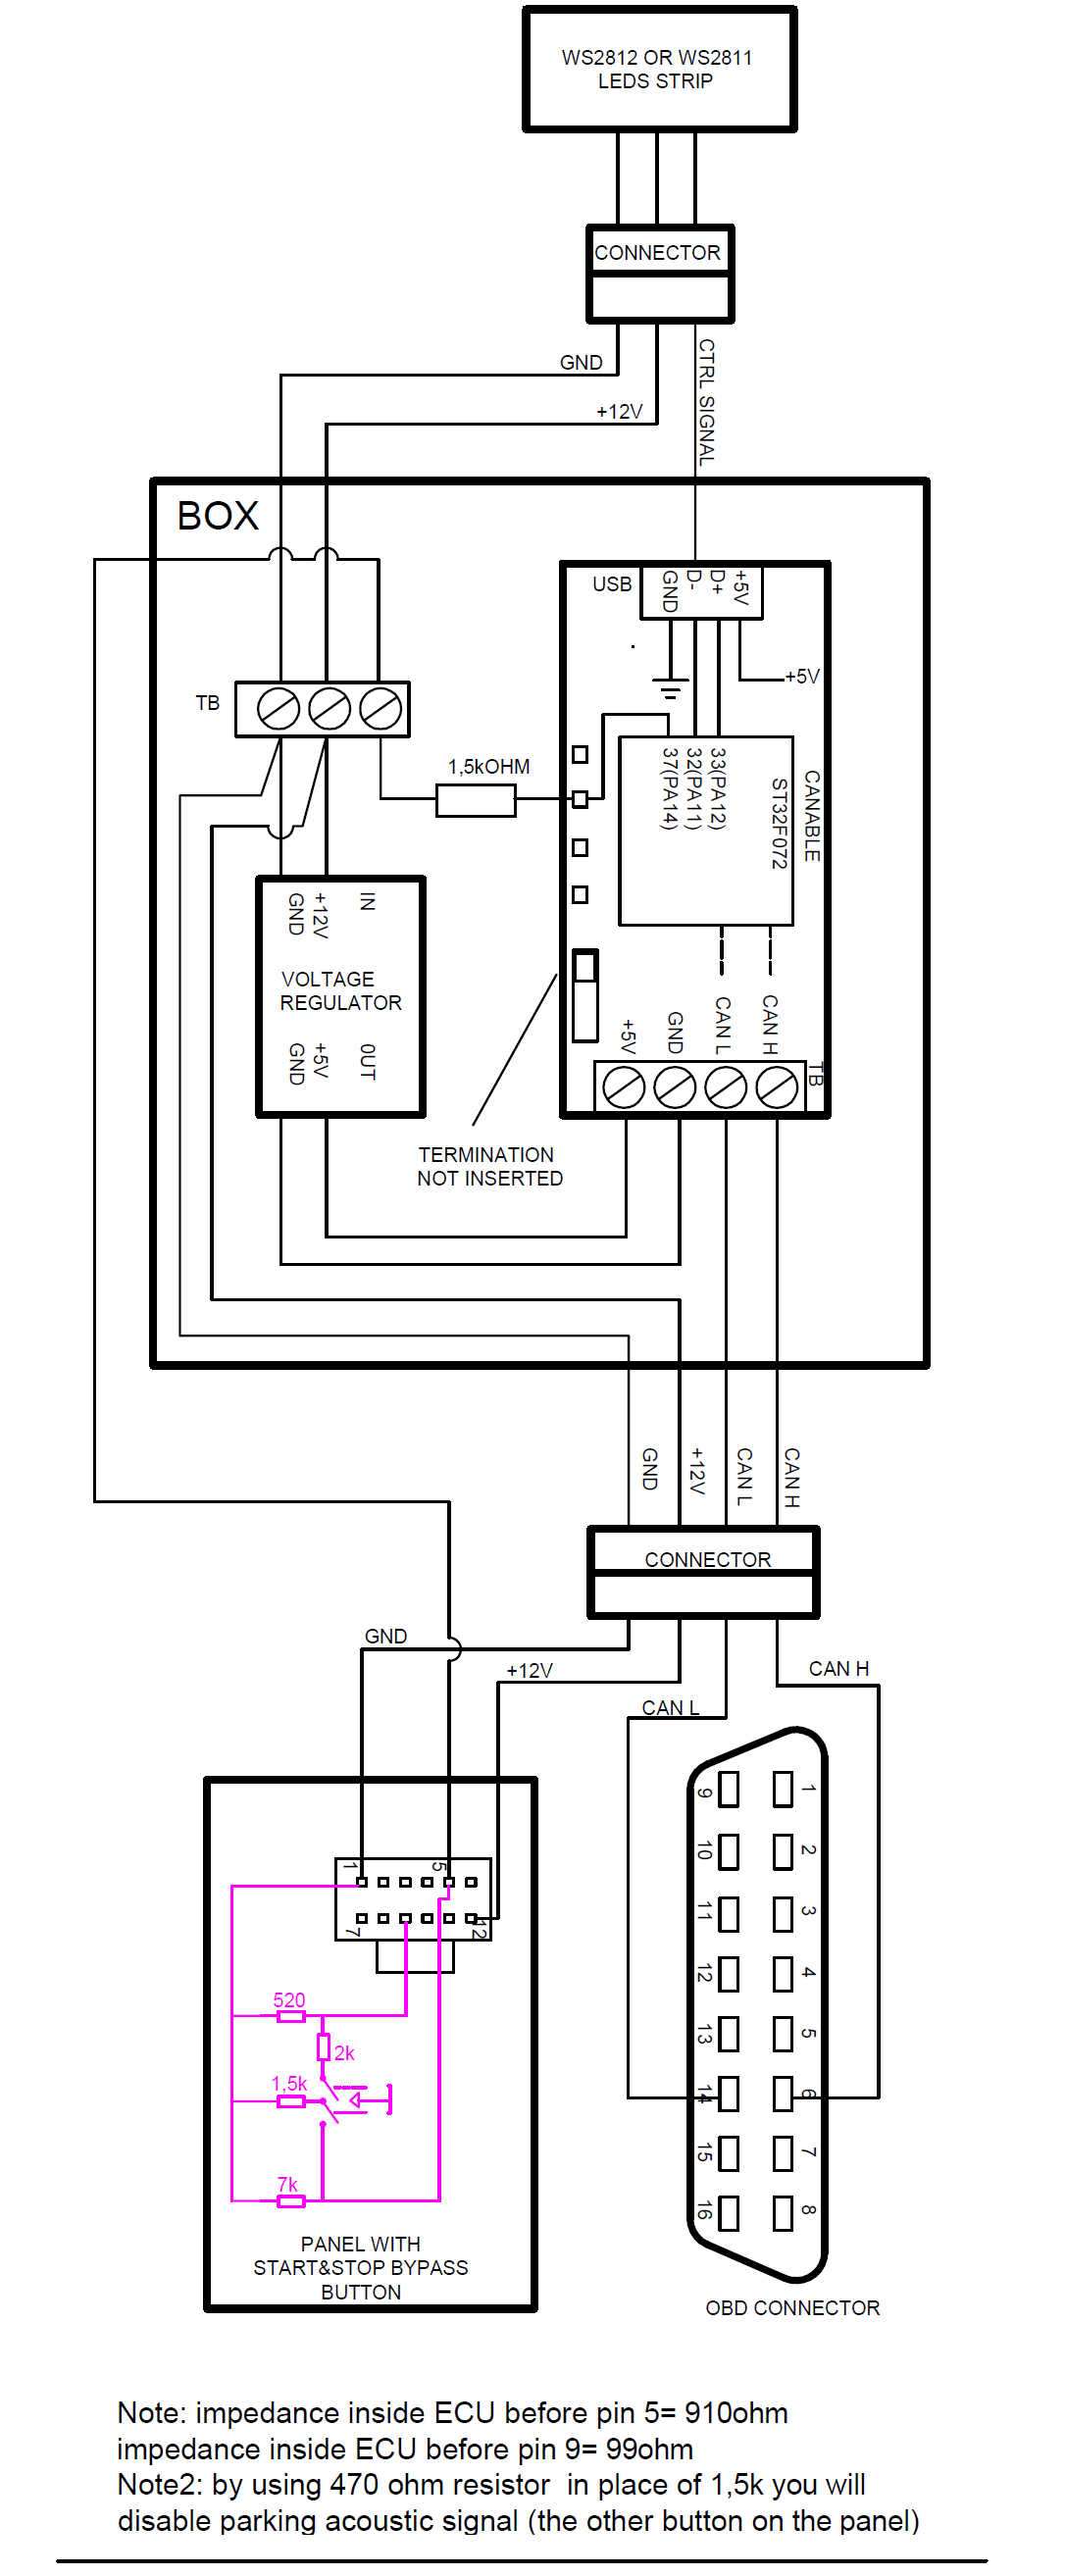 WS2812 OR WS2811
LEDS STRIP
CONNECTOR
GND
+12V
CTRL SIGNAL
BOX
USB
GND
D-
D+
+5V
+5V
TB
1,5kOHM
37(PA14)
32(PA11)
33(PA12)
ST32F072
CANABLE
GND
+12V
IN
VOLTAGE
REGULATOR
GND
+5V
0UT
+5V
GND
CAN L
CAN H
TB
TERMINATION
NOT INSERTED
GND
+12V
CAN L
CAN H
CONNECTOR
GND
+12V
CAN H
CAN L
1
5
7
12
520
2k
1,5k
7k
PANEL WITH
START&STOP BYPASS
BUTTON
9
1
10
2
11
3
12
4
13
5
14
6
15
7
16
8
OBD CONNECTOR
Note: impedance inside ECU before pin 5= 910ohm
impedance inside ECU before pin 9= 99ohm
Note2: by using 470 ohm resistor in place of 1,5k you will
disable parking acoustic signal (the other button on the panel)